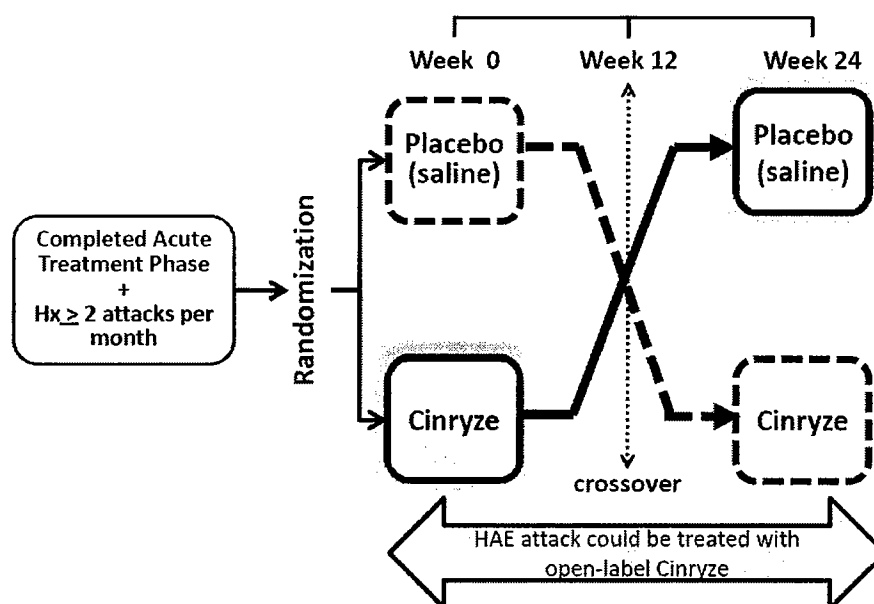 Week 0
Week 12
Week 24
Completed Acute
Treatment Phase
+
Hx ≥ 2 attacks per
month
Randomization
Placebo
(saline)
Cinryze
crossover
Placebo
(saline)
Cinryze
HAE attack could be treated with
open-label Cinryze